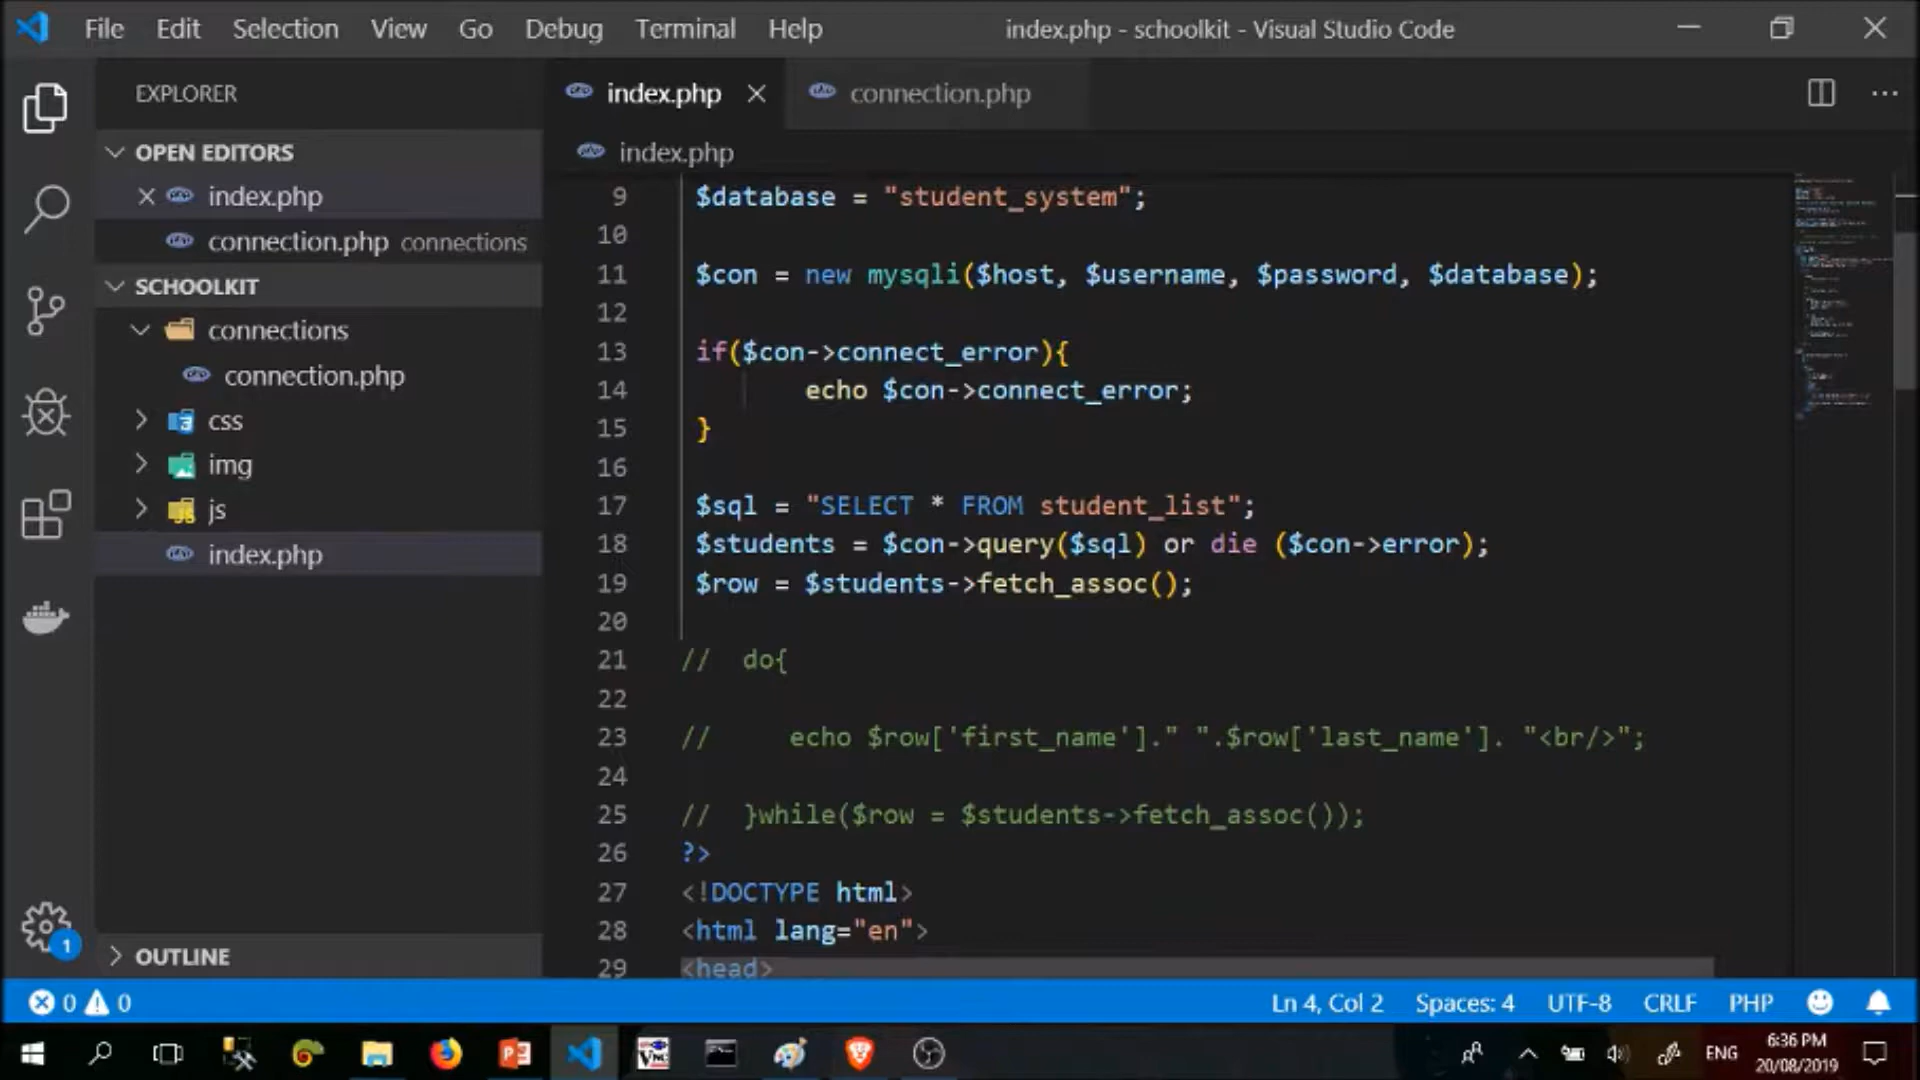 File Edit Selection View Go Debug Terminal Help index.php - schoolkit - Visual Studio Code
EXPLORER
OPEN EDITORS
index.php
connection.php connections
SCHOOLKIT
connections
connection.php
css
img
js
index.php
OUTLINE
index.php connection.php
index.php
9 $database = "student_system";
10
11 $con = new mysqli($host, $username, $password, $database);
12
13 if($con->connect_error){
14 echo $con->connect_error;
15 }
16
17 $sql = "SELECT * FROM student_list";
18 $students = $con->query($sql) or die ($con->error);
19 $row = $students->fetch_assoc();
20
21 // do{
22
23 // echo $row['first_name']." ".$row['last_name']. "<br/>";
24
25 // }while($row = $students->fetch_assoc());
26 ?>
27 <!DOCTYPE html>
28 <html lang="en">
29 <head>
1
0 0 Ln 4, Col 2 Spaces: 4 UTF-8 CRLF PHP
ENG 6:36 PM
20/08/2019